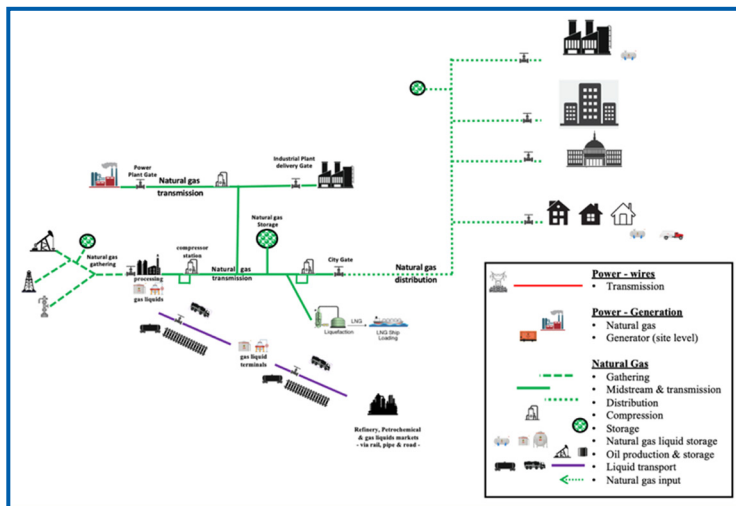 Power
Plant Gate
Natural gas
transmission
Industrial Plant
delivery Gate
Natural gas
Storage
Natural gas
gathering
compressor
station
processing
gas liquids
Natural gas
transmission
City Gate
Natural gas
distribution
Liquefaction
LNG
LNG Ship
Loading
gas liquid
terminals
Refinery, Petrochemical
& gas liquids markets
- via rail, pipe & road -
Power - wires
• Transmission
Power - Generation
• Natural gas
• Generator (site level)
Natural Gas
• Gathering
• Midstream & transmission
• Distribution
• Compression
• Storage
• Natural gas liquid storage
• Oil production & storage
• Liquid transport
• Natural gas input